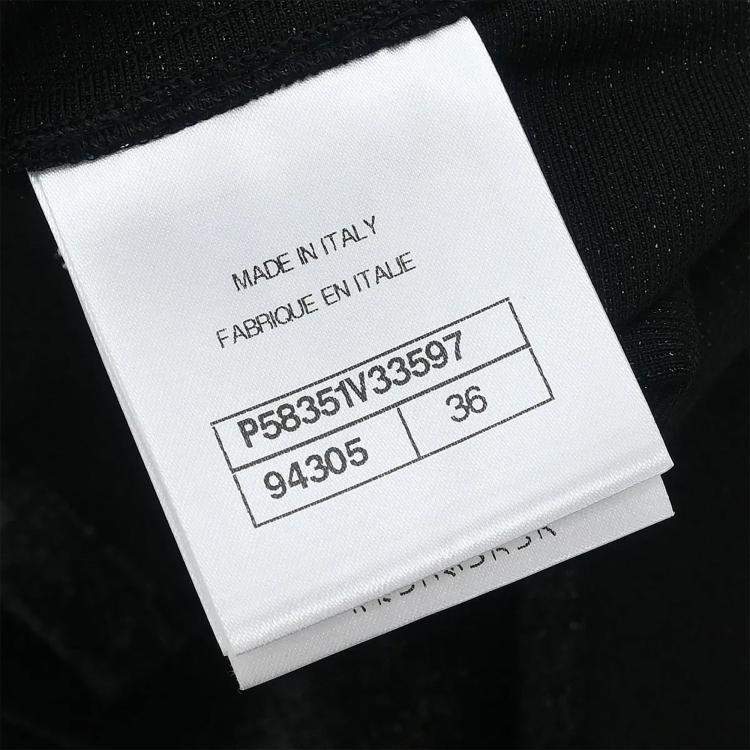 MADE IN ITALY
FABRIQUE EN ITALIE
P58351V33597
94305 36